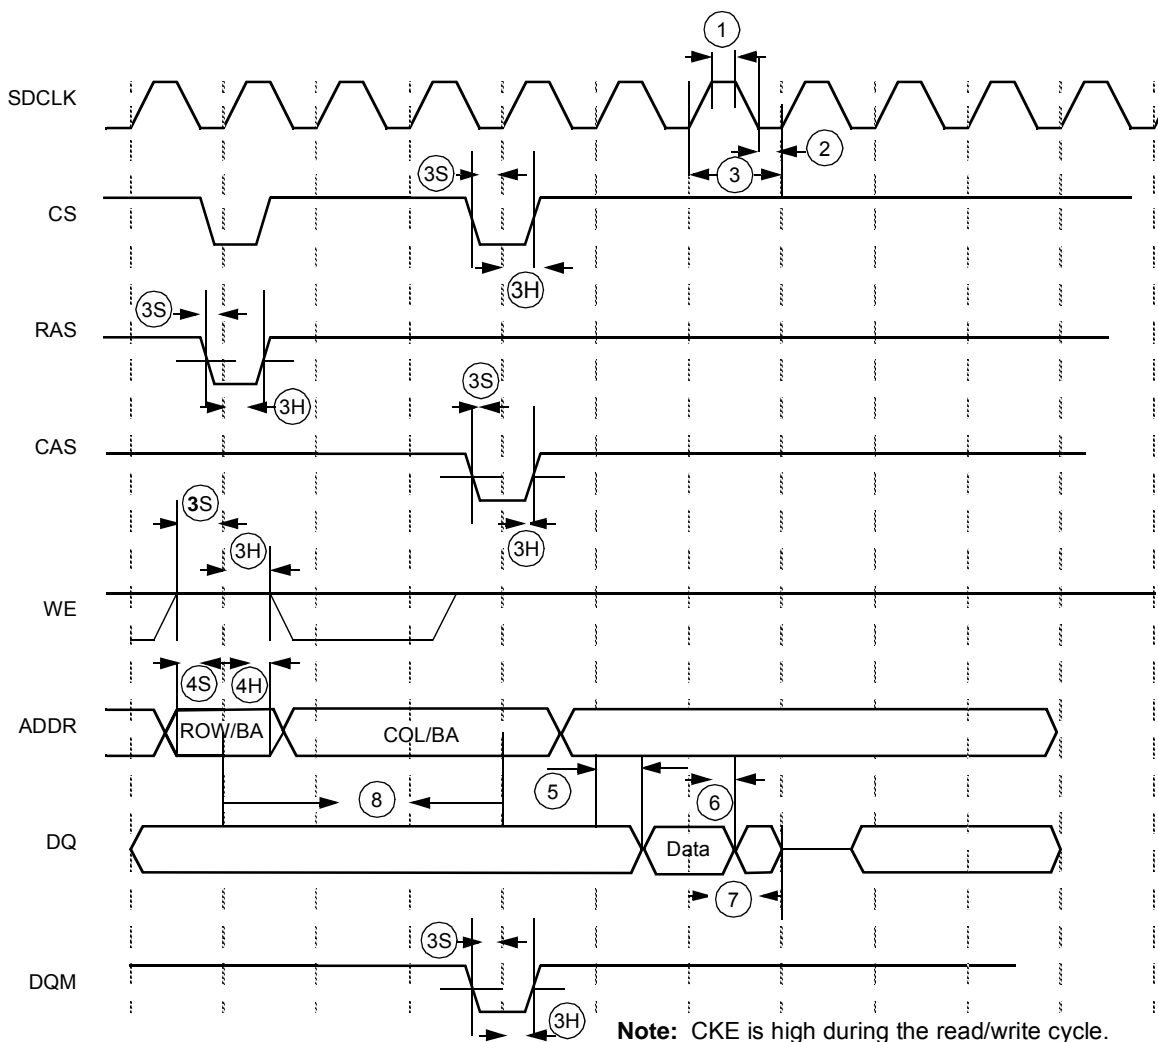 1
SDCLK
2
3S
3
CS
3H
3S
RAS
3S
3H
CAS
3S
3H
3H
WE
4S
4H
ADDR
ROW/BA
COL/BA
5
8
6
DQ
Data
7
3S
DQM
3H
Note: CKE is high during the read/write cycle.